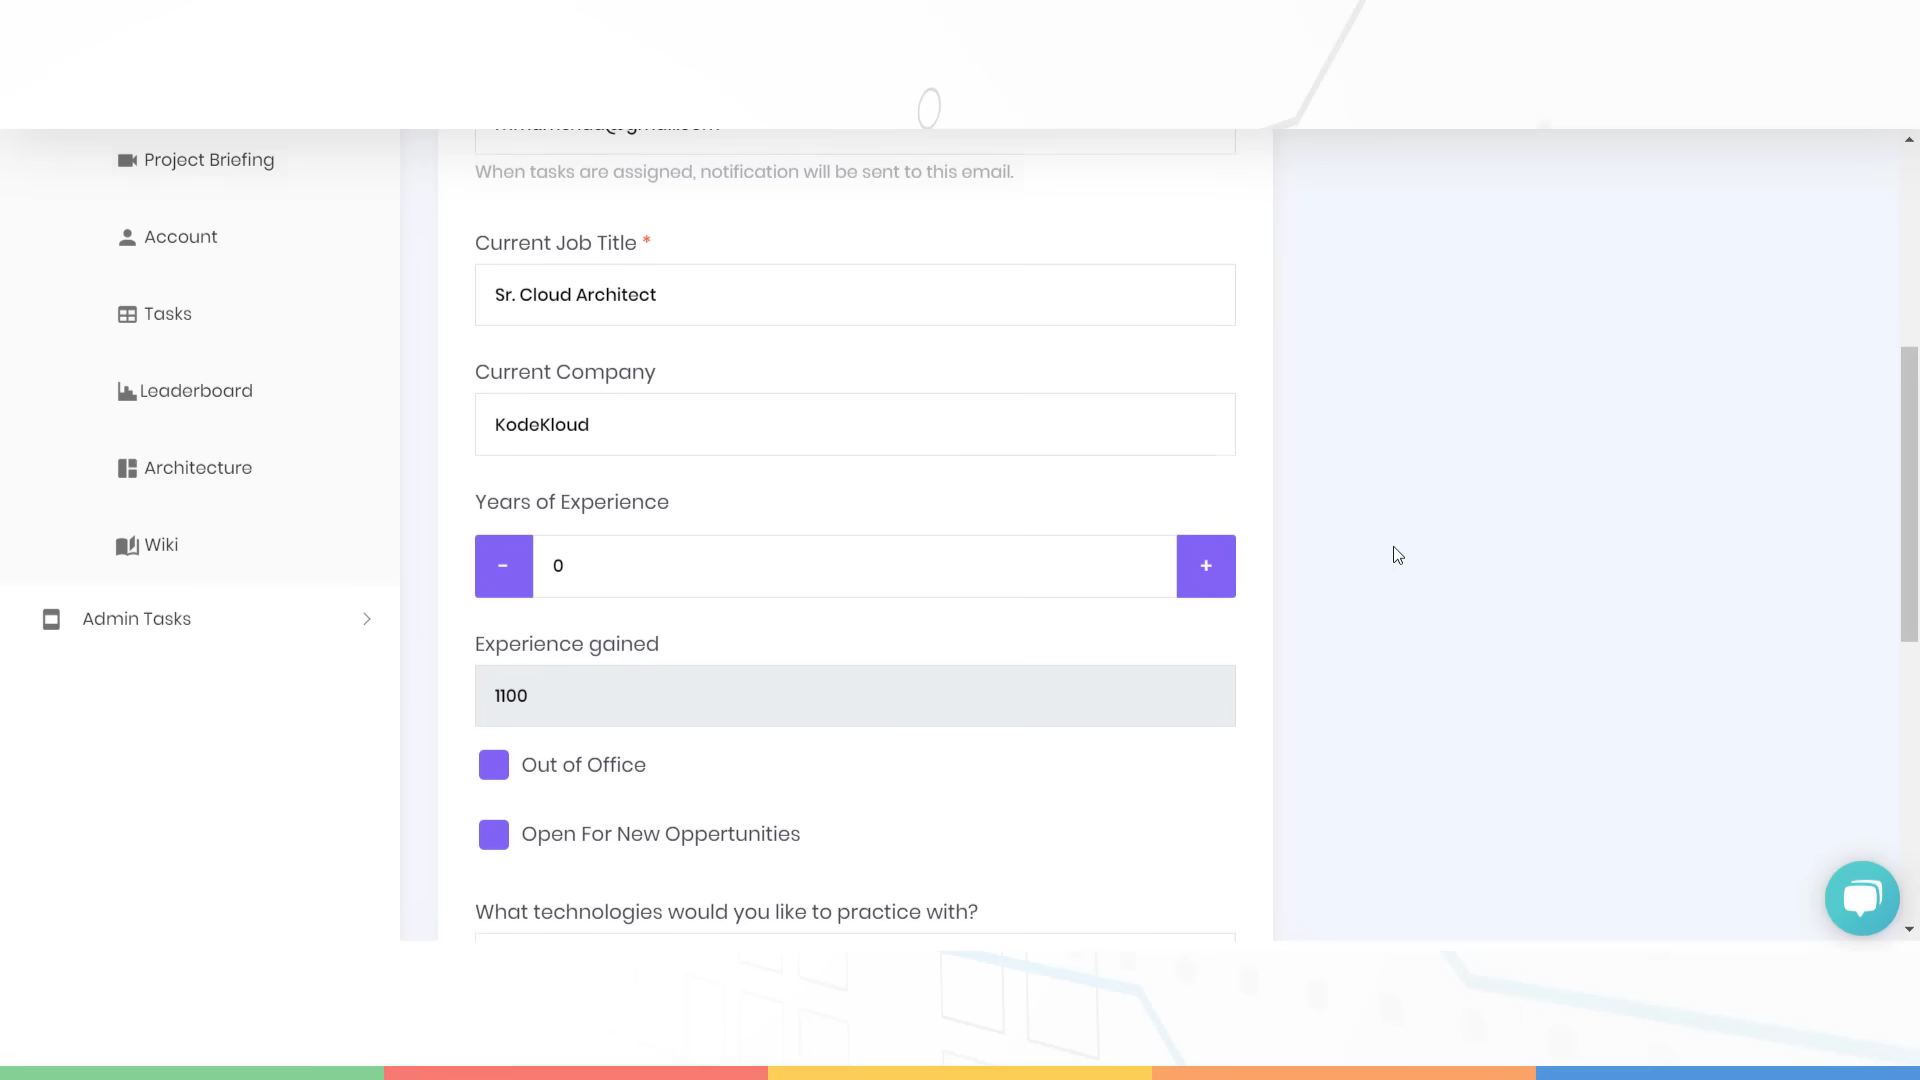 Project Briefing
Account
Tasks
Leaderboard
Architecture
Wiki
Admin Tasks
When tasks are assigned, notification will be sent to this email.
Current Job Title *
Sr. Cloud Architect
Current Company
KodeKloud
Years of Experience
- 0 +
Experience gained
1100
Out of Office
Open For New Oppertunities
What technologies would you like to practice with?